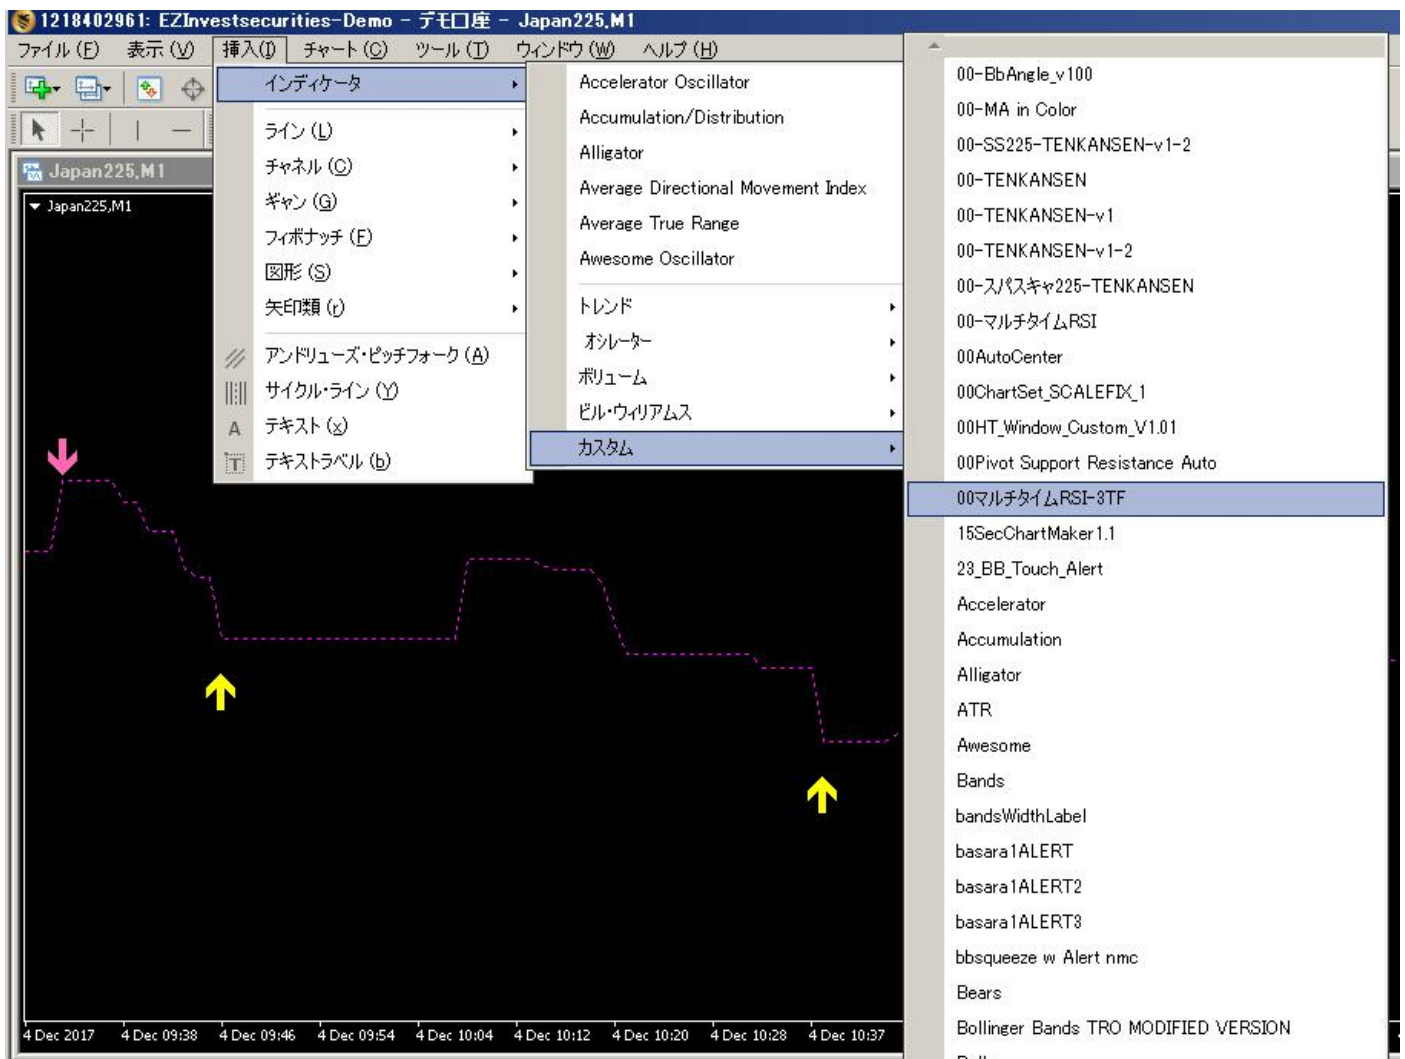 1218402961: EZInvestsecurities-Demo - デモ口座 - Japan225,M1
ファイル (F) 表示 (V) 挿入(I) チャート (C) ツール (T) ウィンドウ (W) ヘルプ (H)
インディケータ
ライン (L)
チャネル (C)
ギャン (G)
フィボナッチ (F)
図形 (S)
矢印類 (r)
アンドリューズ・ピッチフォーク (A)
サイクル・ライン (Y)
テキスト (x)
テキストラベル (b)
Accelerator Oscillator
Accumulation/Distribution
Alligator
Average Directional Movement Index
Average True Range
Awesome Oscillator
トレンド
オシレーター
ボリューム
ビル・ウィリアムス
カスタム
00-BbAngle_v100
00-MA in Color
00-SS225-TENKANSEN-v1-2
00-TENKANSEN
00-TENKANSEN-v1
00-TENKANSEN-v1-2
00-スパスキャ225-TENKANSEN
00-マルチタイムRSI
00AutoCenter
00ChartSet_SCALEFIX_1
00HT_Window_Custom_V1.01
00Pivot Support Resistance Auto
00マルチタイムRSI-3TF
15SecChartMaker1.1
23_BB_Touch_Alert
Accelerator
Accumulation
Alligator
ATR
Awesome
Bands
bandsWidthLabel
basara1ALERT
basara1ALERT2
basara1ALERT3
bbsqueeze w Alert nmc
Bears
Bollinger Bands TRO MODIFIED VERSION
Japan225,M1
Japan225,M1
4 Dec 2017 4 Dec 09:38 4 Dec 09:46 4 Dec 09:54 4 Dec 10:04 4 Dec 10:12 4 Dec 10:20 4 Dec 10:28 4 Dec 10:37